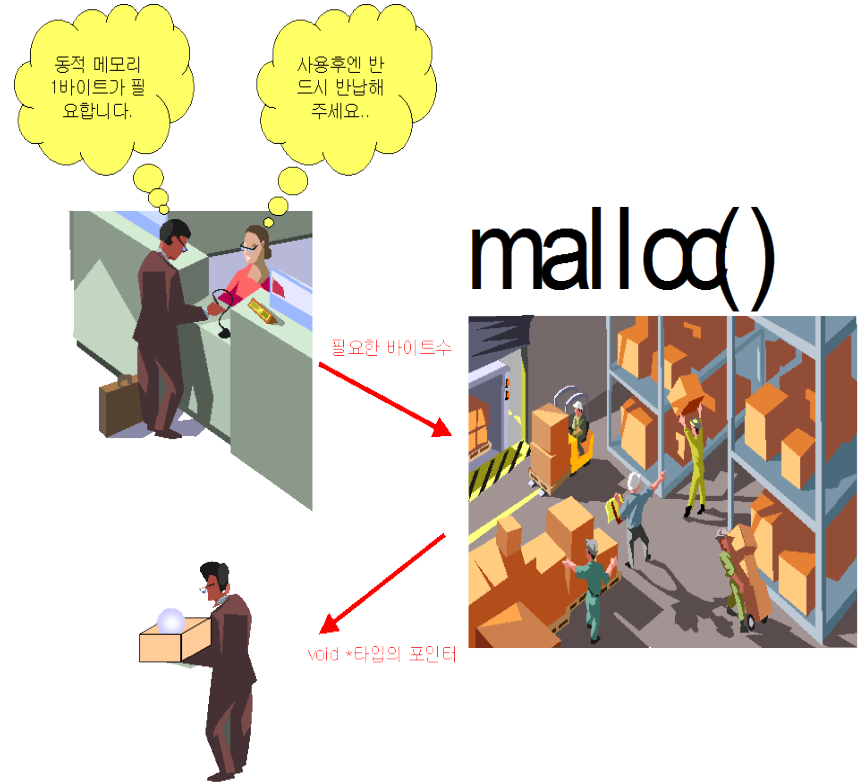 동적 메모리
1바이트가 필
요합니다.
사용후엔 반
드시 반납해
주세요..
malloc()
필요한 바이트수
void *타입의 포인터